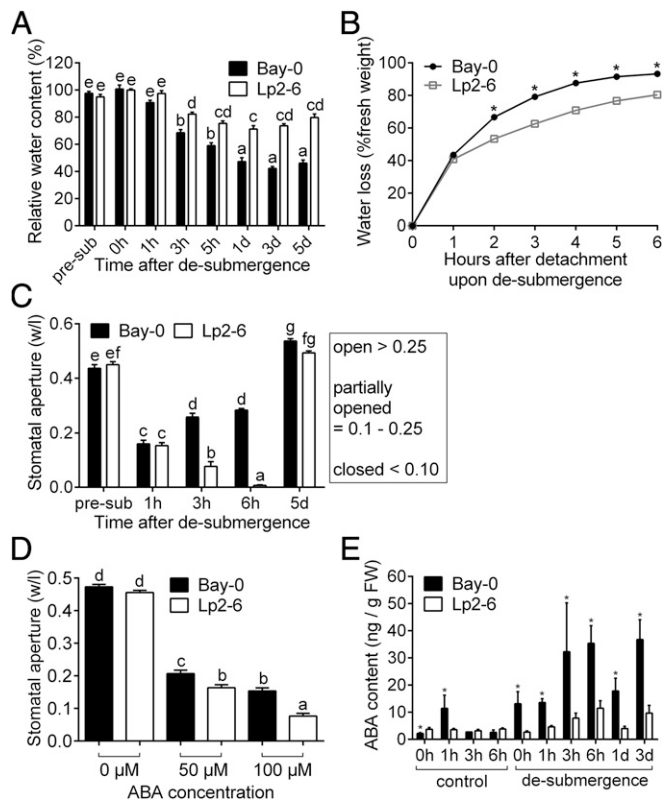 A
Relative water content (%)
120
100
80
60
40
20
0
Bay-0
Lp2-6
e e e e e e b d b cd a c a cd a cd
pre-sub 0h 1h 3h 5h 1d 3d 5d
Time after de-submergence
B
Water loss (%fresh weight)
100
80
60
40
20
0
Bay-0
Lp2-6
* * * * *
0 1 2 3 4 5 6
Hours after detachment
upon de-submergence
C
Stomatal aperture (w/l)
0.6
0.4
0.2
0.0
Bay-0 Lp2-6
e ef c c d b d a g fg
pre-sub 1h 3h 6h 5d
Time after de-submergence
open > 0.25
partially
opened
= 0.1 - 0.25
closed < 0.10
D
Stomatal aperture (w/l)
0.5
0.4
0.3
0.2
0.1
0.0
Bay-0
Lp2-6
d d c b b a
0 µM 50 µM 100 µM
ABA concentration
E
ABA content (ng / g FW)
60
50
40
30
20
10
0
Bay-0
Lp2-6
* * * * * * * *
0h 1h 3h 6h 0h 1h 3h 6h 1d 3d
control de-submergence